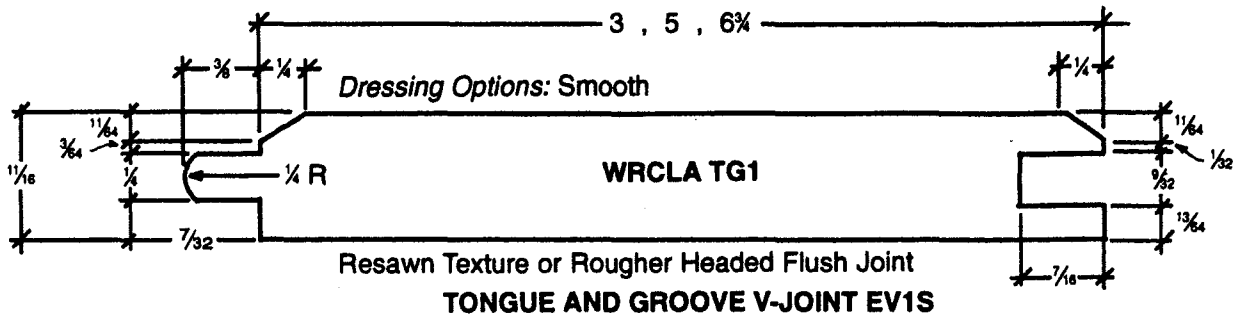 3 , 5 , 6¾
⅜ ¼ ¼
Dressing Options: Smooth
11/64 11/64
3/64 1/32
11/16 ¼ ¼ R WRCLA TG1 9/32
7/32 13/64
Resawn Texture or Rougher Headed Flush Joint 7/16
TONGUE AND GROOVE V-JOINT EV1S